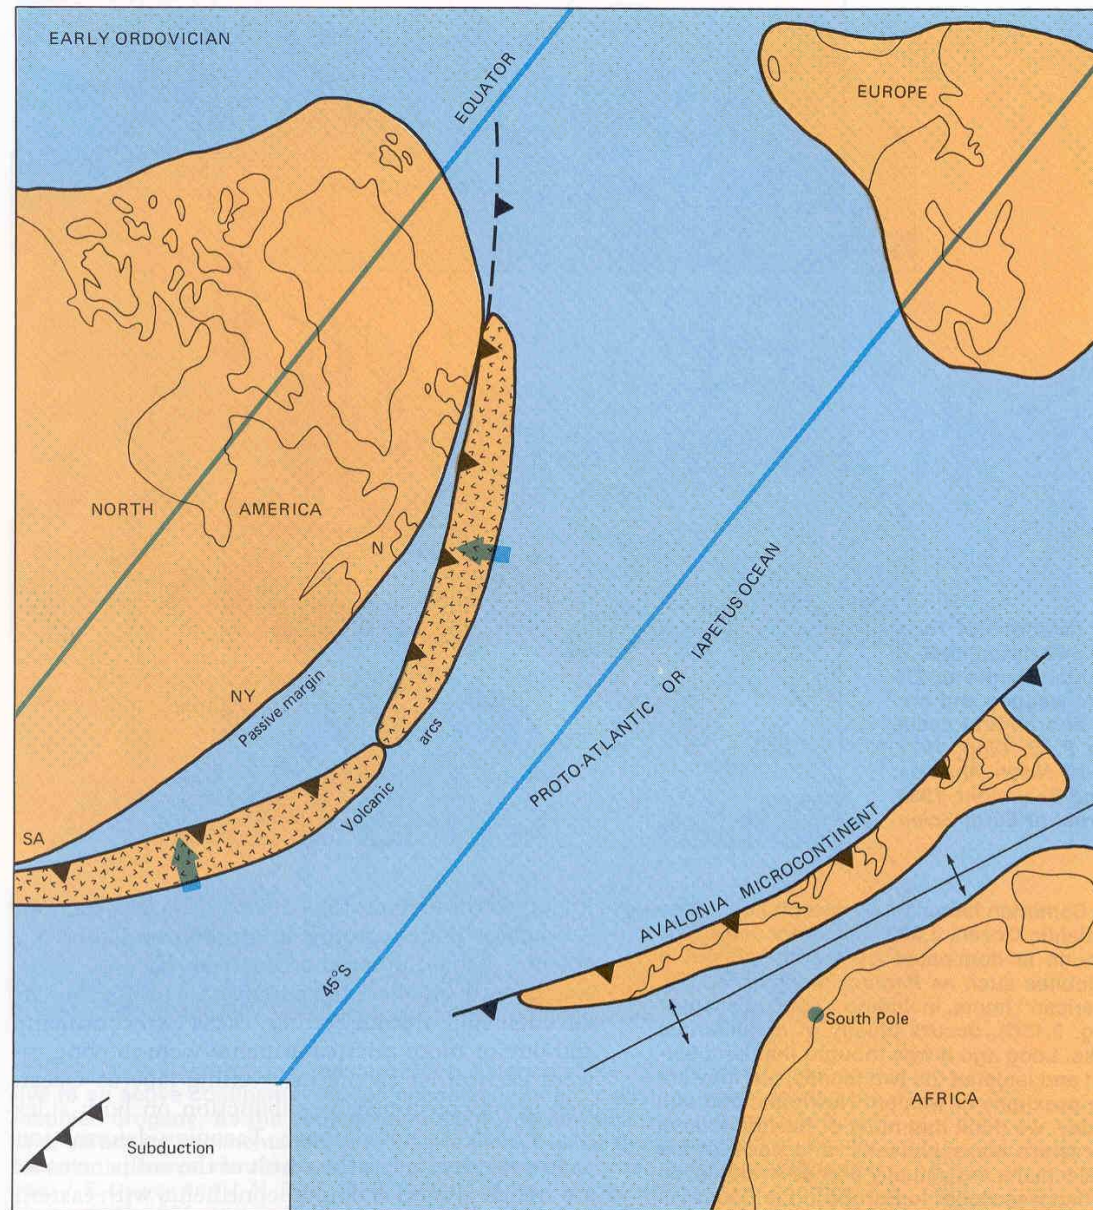 EARLY ORDOVICIAN
EQUATOR
EUROPE
NORTH AMERICA
N
PROTO-ATLANTIC OR IAPETUS OCEAN
NY
Passive margin
Volcanic arcs
SA
AVALONIA MICROCONTINENT
45°S
South Pole
AFRICA
Subduction